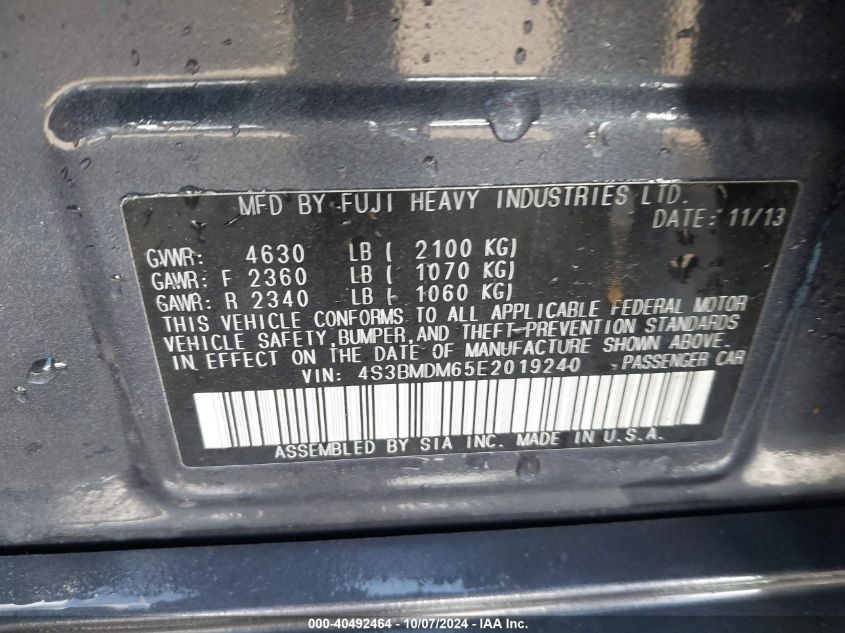 MFD BY FUJI HEAVY INDUSTRIES LTD.
DATE: 11/13
GVWR: 4630 LB ( 2100 KG)
GAWR: F 2360 LB ( 1070 KG)
GAWR: R 2340 LB ( 1060 KG)
THIS VEHICLE CONFORMS TO ALL APPLICABLE FEDERAL MOTOR
VEHICLE SAFETY, BUMPER, AND THEFT PREVENTION STANDARDS
IN EFFECT ON THE DATE OF MANUFACTURE SHOWN ABOVE.
VIN: 4S3BMDM65E2019240 PASSENGER CAR
ASSEMBLED BY SIA INC. MADE IN U.S.A.
000-40492464 - 10/07/2024 - IAA Inc.